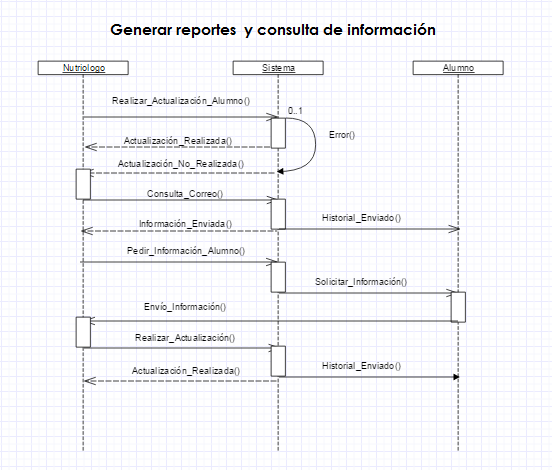 Generar reportes y consulta de información
Nutriologo
Sistema
Alumno
Realizar_Actualización_Alumno()
0..1
Error()
Actualización_Realizada()
Actualización_No_Realizada()
Consulta_Correo()
Información_Enviada()
Historial_Enviado()
Pedir_Información_Alumno()
Solicitar_Información()
Envío_Información()
Realizar_Actualización()
Historial_Enviado()
Actualización_Realizada()